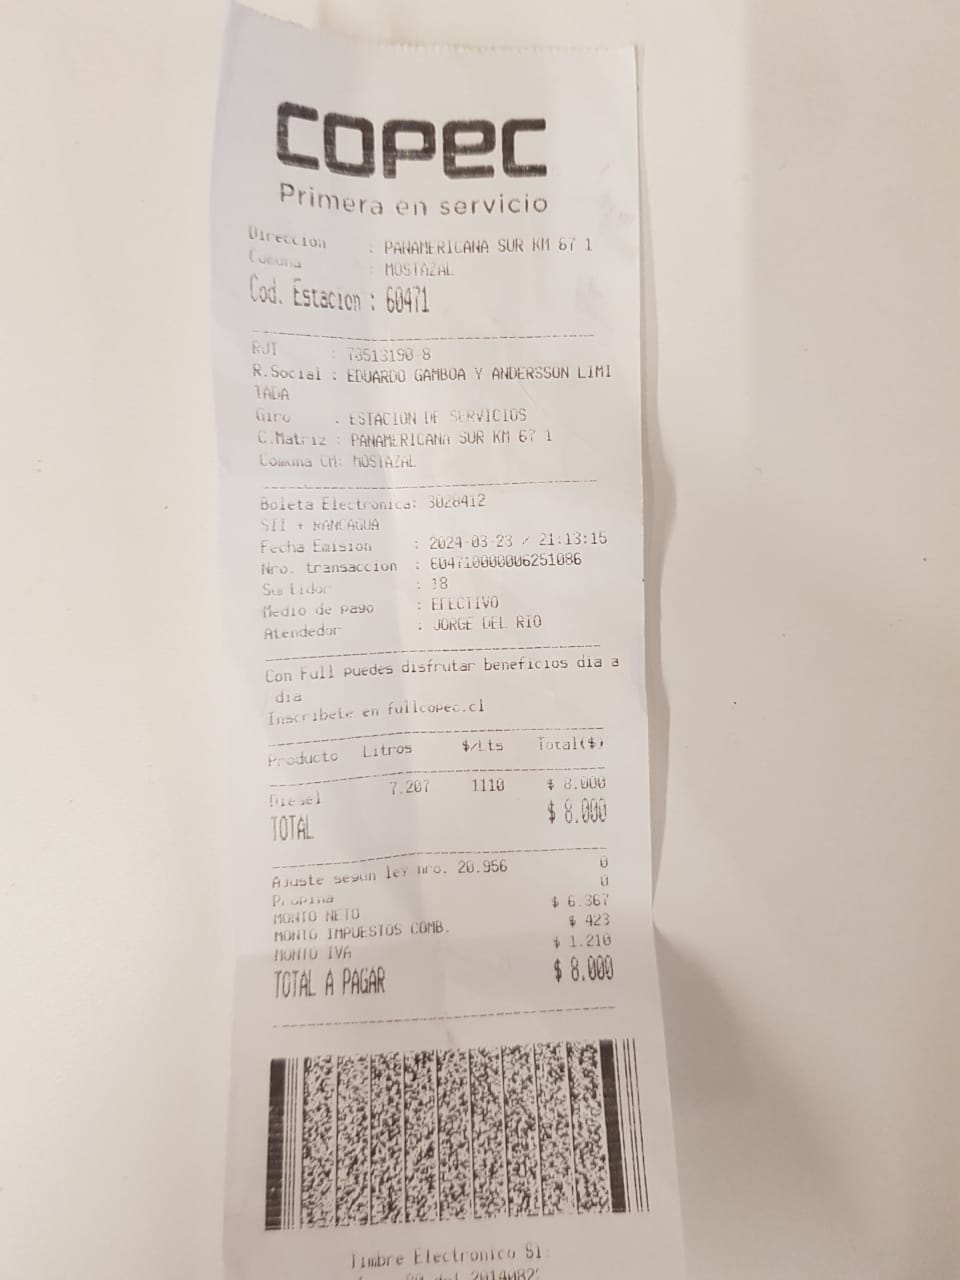 COPEC
Primera en servicio
Direccion : PANAMERICANA SUR KM 67 1
Comuna : MOSTAZAL
Cod. Estacion : 60471
RUT : 78513190-8
R.Social : EDUARDO GAMBOA Y ANDERSSON LIMI
TADA
Giro : ESTACION DE SERVICIOS
C.Matriz : PANAMERICANA SUR KM 67 1
Comuna CM: MOSTAZAL
Boleta Electronica: 3028412
SII + RANCAGUA
Fecha Emision : 2024-03-23 / 21:13:15
Nro. transaccion : 604710000006251086
Surtidor : 18
Medio de pago : EFECTIVO
Atendedor : JORGE DEL RIO
Con Full puedes disfrutar beneficios dia a
dia
Inscribete en fullcopec.cl
Producto Litros $/Lts Total($)
Diesel 7.207 1110 $ 8.000
TOTAL $ 8.000
Ajuste segun ley nro. 20.956 0
Propina 0
MONTO NETO $ 6.367
MONTO IMPUESTOS COMB. $ 423
MONTO IVA $ 1.210
TOTAL A PAGAR $ 8.000
Timbre Electronico